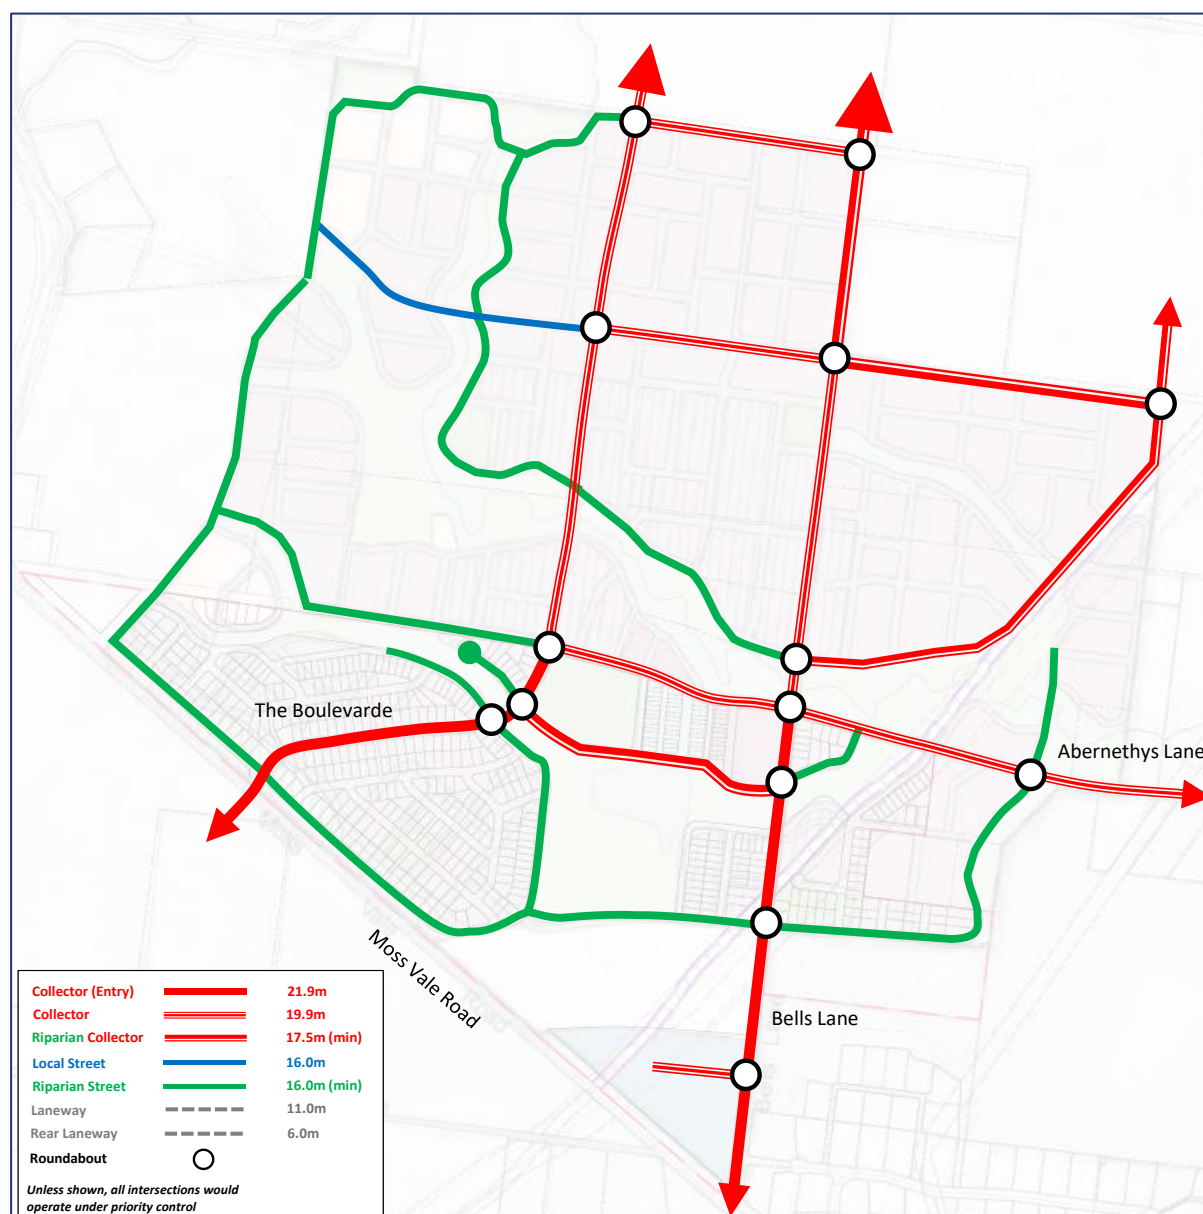 The Boulevarde
Abernethys Lane
Moss Vale Road
Bells Lane
Collector (Entry) 21.9m
Collector 19.9m
Riparian Collector 17.5m (min)
Local Street 16.0m
Riparian Street 16.0m (min)
Laneway 11.0m
Rear Laneway 6.0m
Roundabout
Unless shown, all intersections would
operate under priority control